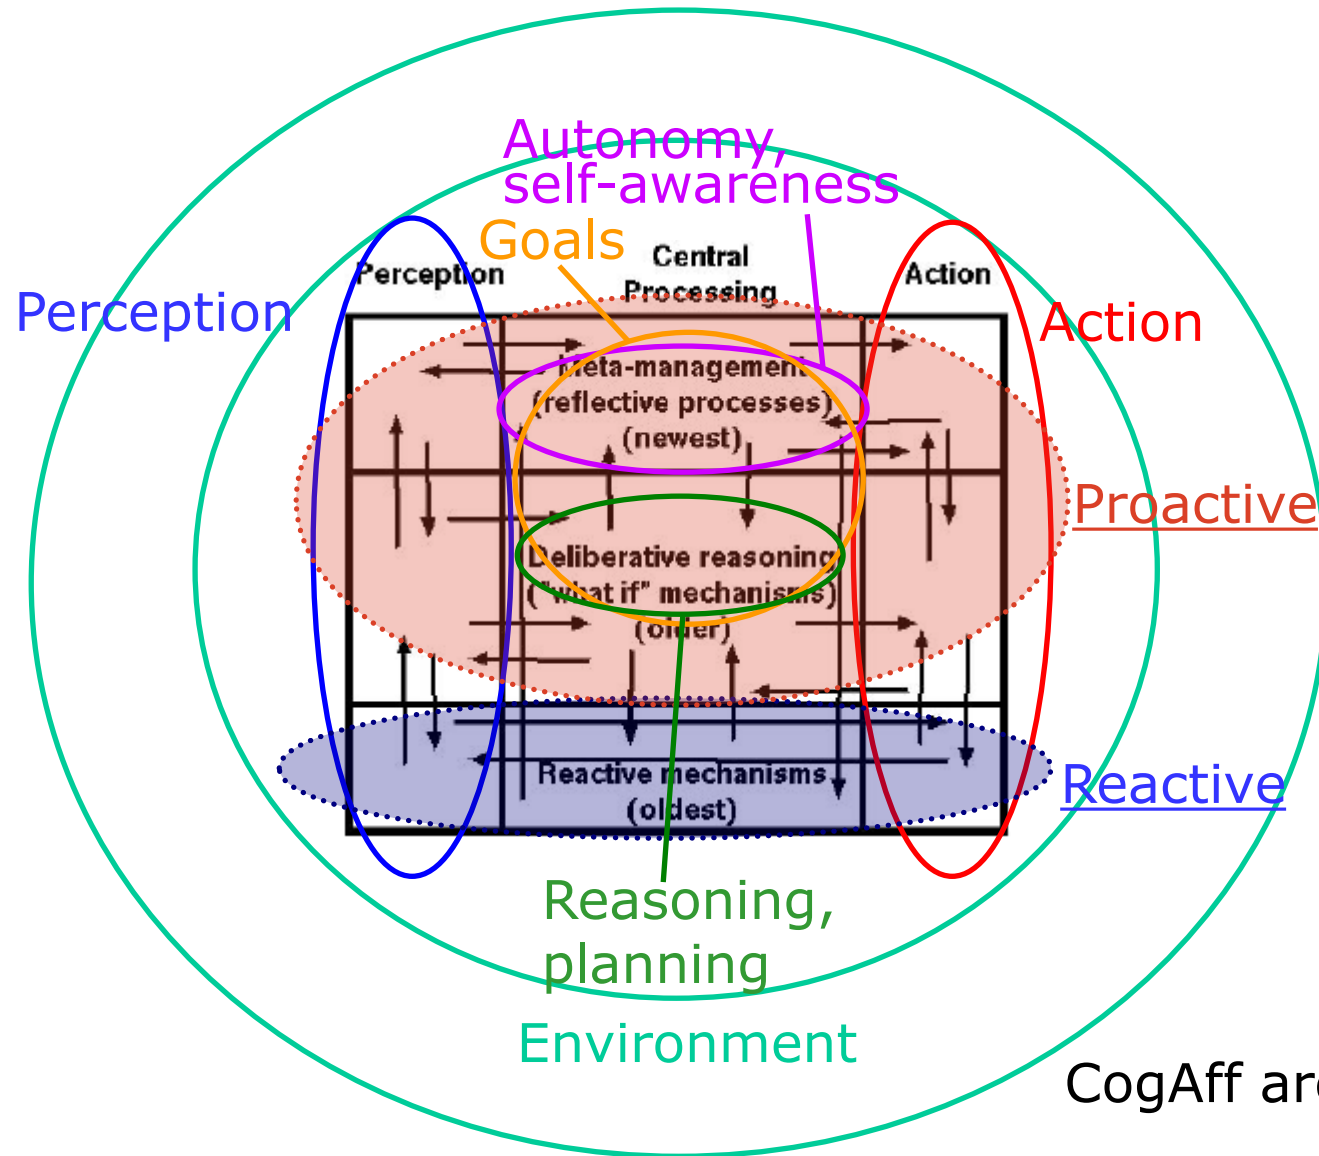 Autonomy,
self-awareness
Goals
Central
Processing
Perception
Action
Perception
Action
Meta-management
(reflective processes)
(newest)
Proactive
Deliberative reasoning
("what if" mechanisms)
(older)
Reactive mechanisms
(oldest)
Reactive
Reasoning,
planning
Environment
CogAff